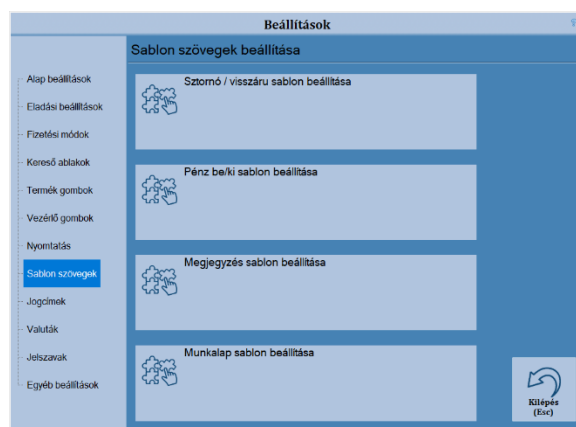 Beállítások
Sablon szövegek beállítása
Alap beállítások
Eladási beállítások
Fizetési módok
Kereső ablakok
Termék gombok
Vezérlő gombok
Nyomtatás
Sablon szövegek
Jogcímek
Valuták
Jelszavak
Egyéb beállítások
Sztornó / visszáru sablon beállítása
Pénz be/ki sablon beállítása
Megjegyzés sablon beállítása
Munkalap sablon beállítása
Kilépés
(Esc)